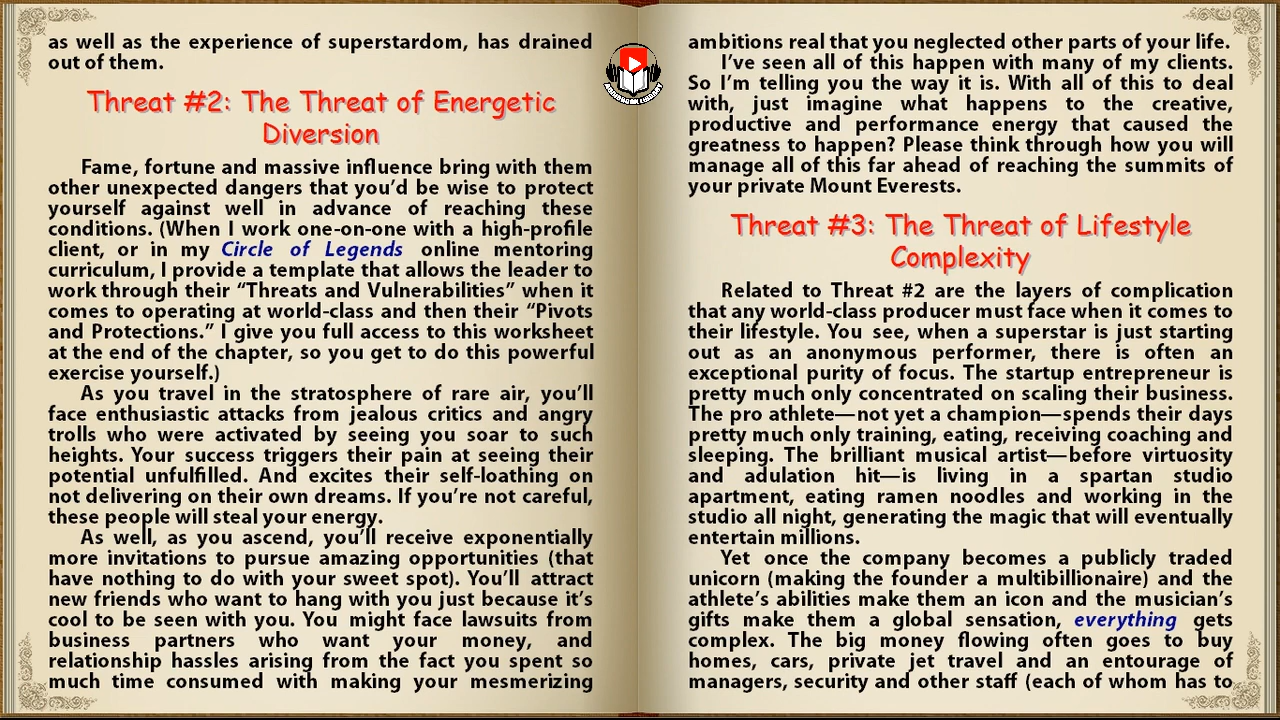 as well as the experience of superstardom, has drained
out of them.
Threat #2: The Threat of Energetic
Diversion
Fame, fortune and massive influence bring with them
other unexpected dangers that you'd be wise to protect
yourself against well in advance of reaching these
conditions. (When I work one-on-one with a high-profile
client, or in my Circle of Legends online mentoring
curriculum, I provide a template that allows the leader to
work through their “Threats and Vulnerabilities” when it
comes to operating at world-class and then their “Pivots
and Protections.” I give you full access to this worksheet
at the end of the chapter, so you get to do this powerful
exercise yourself.)
As you travel in the stratosphere of rare air, you'll
face enthusiastic attacks from jealous critics and angry
trolls who were activated by seeing you soar to such
heights. Your success triggers their pain at seeing their
potential unfulfilled. And excites their self-loathing on
not delivering on their own dreams. If you're not careful,
these people will steal your energy.
As well, as you ascend, you'll receive exponentially
more invitations to pursue amazing opportunities (that
have nothing to do with your sweet spot). You'll attract
new friends who want to hang with you just because it's
cool to be seen with you. You might face lawsuits from
business partners who want your money, and
relationship hassles arising from the fact you spent so
much time consumed with making your mesmerizing
ambitions real that you neglected other parts of your life.
I've seen all of this happen with many of my clients.
So I'm telling you the way it is. With all of this to deal
with, just imagine what happens to the creative,
productive and performance energy that caused the
greatness to happen? Please think through how you will
manage all of this far ahead of reaching the summits of
your private Mount Everests.
Threat #3: The Threat of Lifestyle
Complexity
Related to Threat #2 are the layers of complication
that any world-class producer must face when it comes to
their lifestyle. You see, when a superstar is just starting
out as an anonymous performer, there is often an
exceptional purity of focus. The startup entrepreneur is
pretty much only concentrated on scaling their business.
The pro athlete—not yet a champion—spends their days
pretty much only training, eating, receiving coaching and
sleeping. The brilliant musical artist—before virtuosity
and adulation hit—is living in a spartan studio
apartment, eating ramen noodles and working in the
studio all night, generating the magic that will eventually
entertain millions.
Yet once the company becomes a publicly traded
unicorn (making the founder a multibillionaire) and the
athlete's abilities make them an icon and the musician's
gifts make them a global sensation, everything gets
complex. The big money flowing often goes to buy
homes, cars, private jet travel and an entourage of
managers, security and other staff (each of whom has to